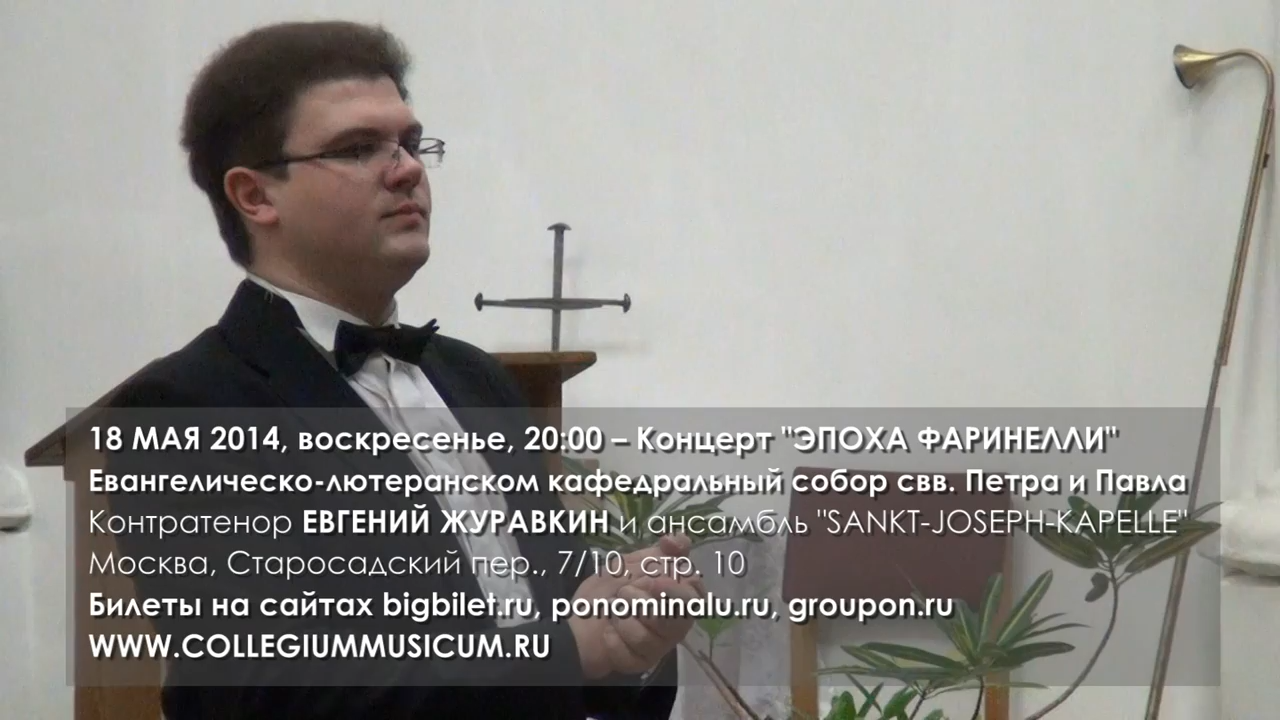 18 МАЯ 2014, воскресенье, 20:00 – Концерт "ЭПОХА ФАРИНЕЛЛИ"
Евангелическо-лютеранском кафедральный собор свв. Петра и Павла
Контратенор ЕВГЕНИЙ ЖУРАВКИН и ансамбль "SANKT-JOSEPH-KAPELLE"
Москва, Старосадский пер., 7/10, стр. 10
Билеты на сайтах bigbilet.ru, ponominalu.ru, groupon.ru
WWW.COLLEGIUMMUSICUM.RU